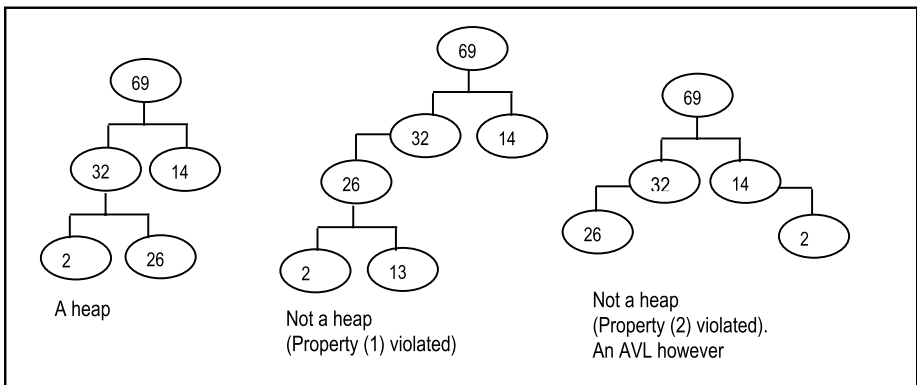 69
32
14
2
26
A heap
69
32
14
26
2
13
Not a heap
(Property (1) violated)
69
32
14
26
2
Not a heap
(Property (2) violated).
An AVL however